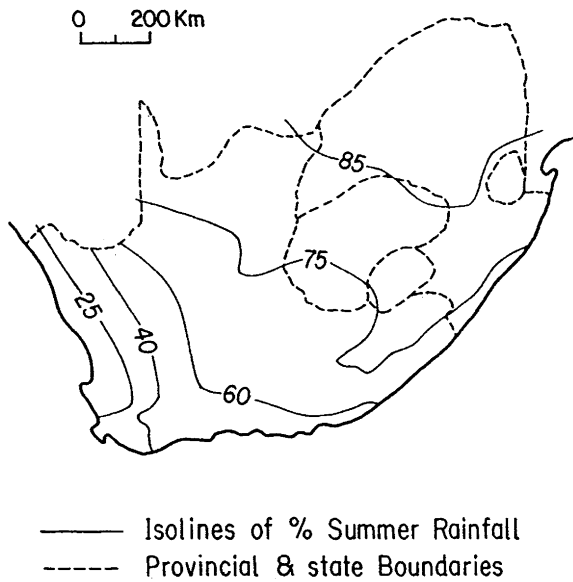 0 200 Km
85
75
25
40
60
Isolines of % Summer Rainfall
Provincial & state Boundaries